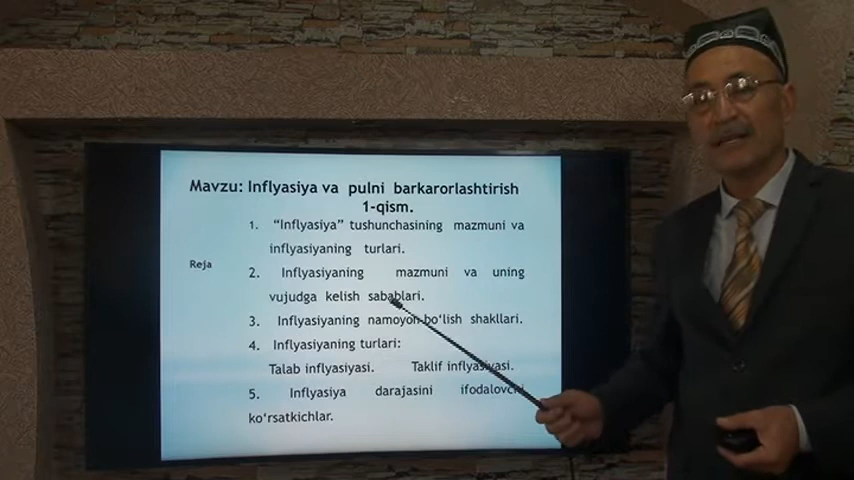 Mavzu: Inflyasiya va pulni barkarorlashtirish
1-qism.
1. “Inflyasiya” tushunchasining mazmuni va
inflyasiyaning turlari.
Reja
2. Inflyasiyaning mazmuni va uning
vujudga kelish sabablari.
3. Inflyasiyaning namoyon bo‘lish shakllari.
4. Inflyasiyaning turlari:
Talab inflyasiyasi. Taklif inflyasiyasi.
5. Inflyasiya darajasini ifodalovchi
ko‘rsatkichlar.